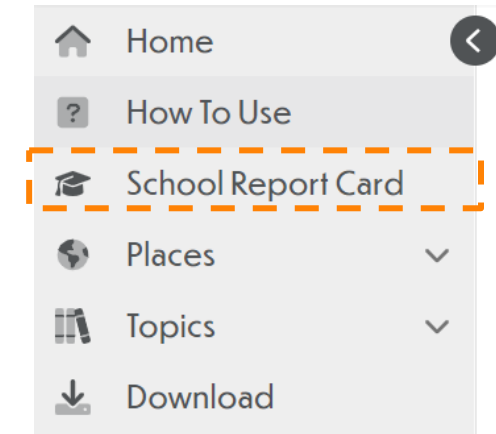 Home
? How To Use
School Report Card
Places
Topics
Download